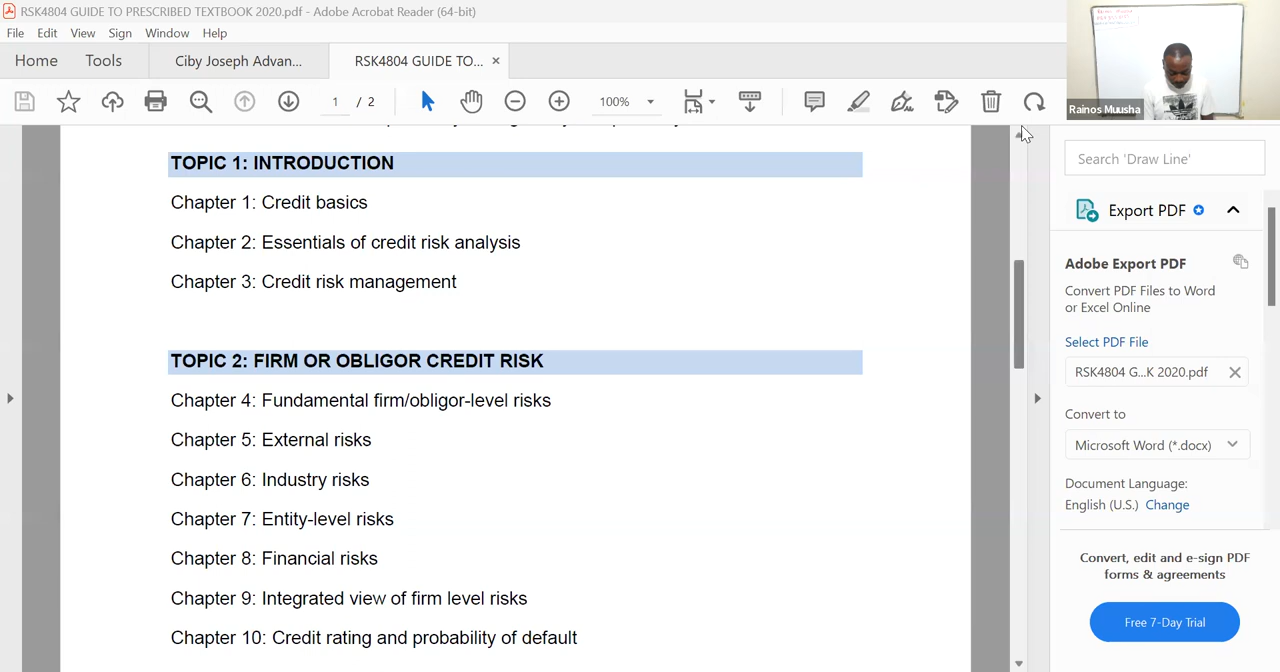 RSK4804 GUIDE TO PRESCRIBED TEXTBOOK 2020.pdf - Adobe Acrobat Reader (64-bit)
File Edit View Sign Window Help
Home Tools Ciby Joseph Advan... RSK4804 GUIDE TO...
1 / 2 100%
Rainos Muusha
TOPIC 1: INTRODUCTION
Chapter 1: Credit basics
Chapter 2: Essentials of credit risk analysis
Chapter 3: Credit risk management
TOPIC 2: FIRM OR OBLIGOR CREDIT RISK
Chapter 4: Fundamental firm/obligor-level risks
Chapter 5: External risks
Chapter 6: Industry risks
Chapter 7: Entity-level risks
Chapter 8: Financial risks
Chapter 9: Integrated view of firm level risks
Chapter 10: Credit rating and probability of default
Search 'Draw Line'
Export PDF
Adobe Export PDF
Convert PDF Files to Word
or Excel Online
Select PDF File
RSK4804 G...K 2020.pdf
Convert to
Microsoft Word (*.docx)
Document Language:
English (U.S.) Change
Convert, edit and e-sign PDF
forms & agreements
Free 7-Day Trial